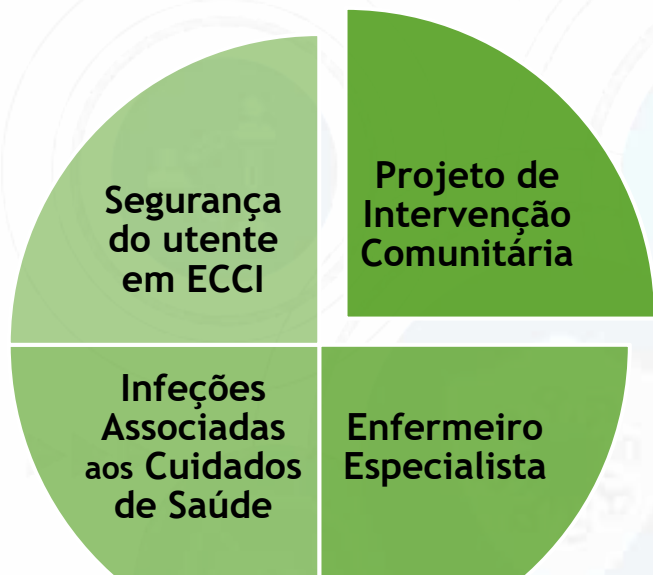 Segurança
do utente
em ECCI
Projeto de
Intervenção
Comunitária
Infeções
Associadas
aos Cuidados
de Saúde
Enfermeiro
Especialista